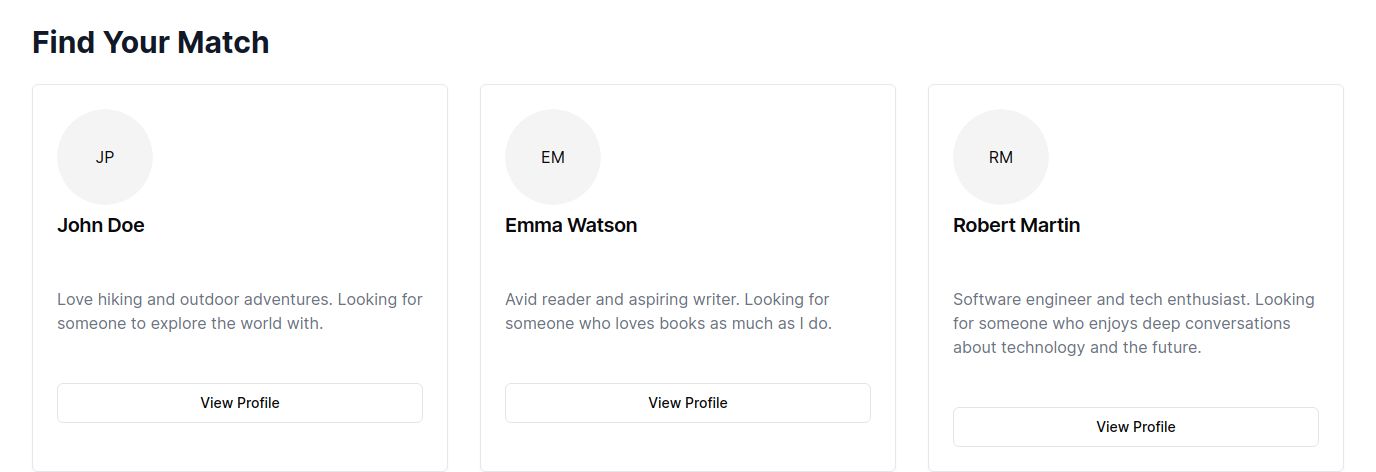 Find Your Match
JP
John Doe
Love hiking and outdoor adventures. Looking for
someone to explore the world with.
View Profile
EM
Emma Watson
Avid reader and aspiring writer. Looking for
someone who loves books as much as I do.
View Profile
RM
Robert Martin
Software engineer and tech enthusiast. Looking
for someone who enjoys deep conversations
about technology and the future.
View Profile